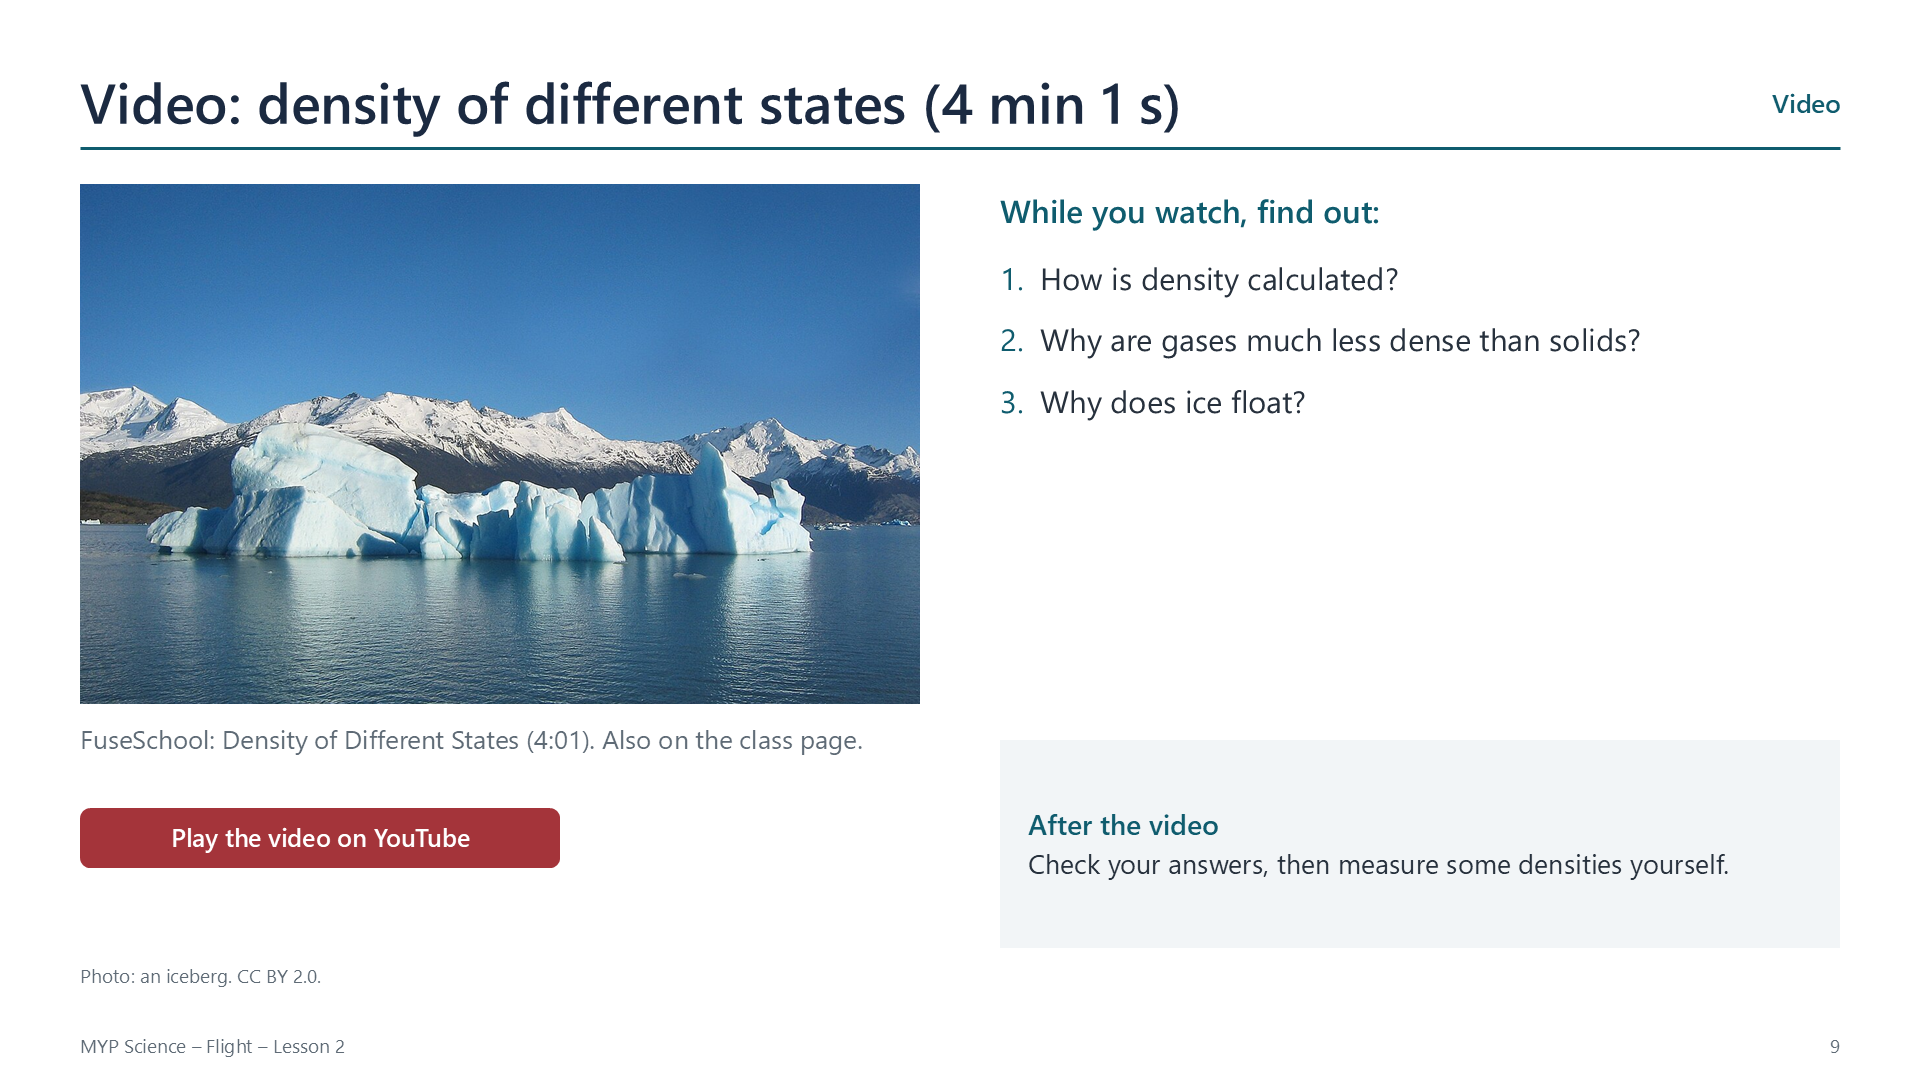 Video: density of different states (4 min 1 s)
Video
While you watch, find out:
1. How is density calculated?
2. Why are gases much less dense than solids?
3. Why does ice float?
FuseSchool: Density of Different States (4:01). Also on the class page.
Play the video on YouTube
After the video
Check your answers, then measure some densities yourself.
Photo: an iceberg. CC BY 2.0.
MYP Science – Flight – Lesson 2
9